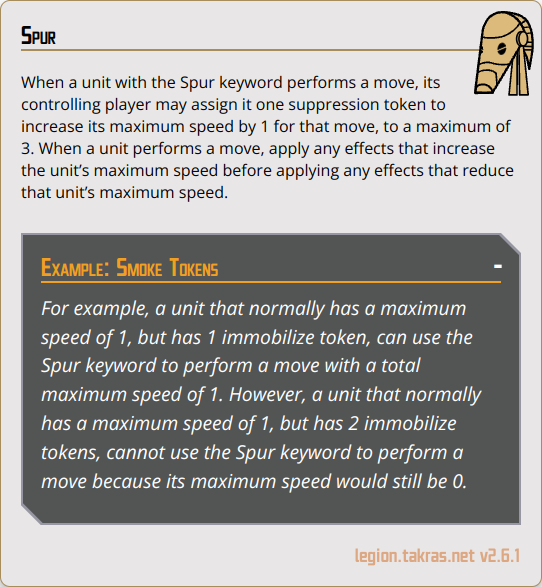 Spur
When a unit with the Spur keyword performs a move, its
controlling player may assign it one suppression token to
increase its maximum speed by 1 for that move, to a maximum of
3. When a unit performs a move, apply any effects that increase
the unit’s maximum speed before applying any effects that reduce
that unit’s maximum speed.
Example: Smoke Tokens -
For example, a unit that normally has a maximum
speed of 1, but has 1 immobilize token, can use the
Spur keyword to perform a move with a total
maximum speed of 1. However, a unit that normally
has a maximum speed of 1, but has 2 immobilize
tokens, cannot use the Spur keyword to perform a
move because its maximum speed would still be 0.
legion.takras.net v2.6.1